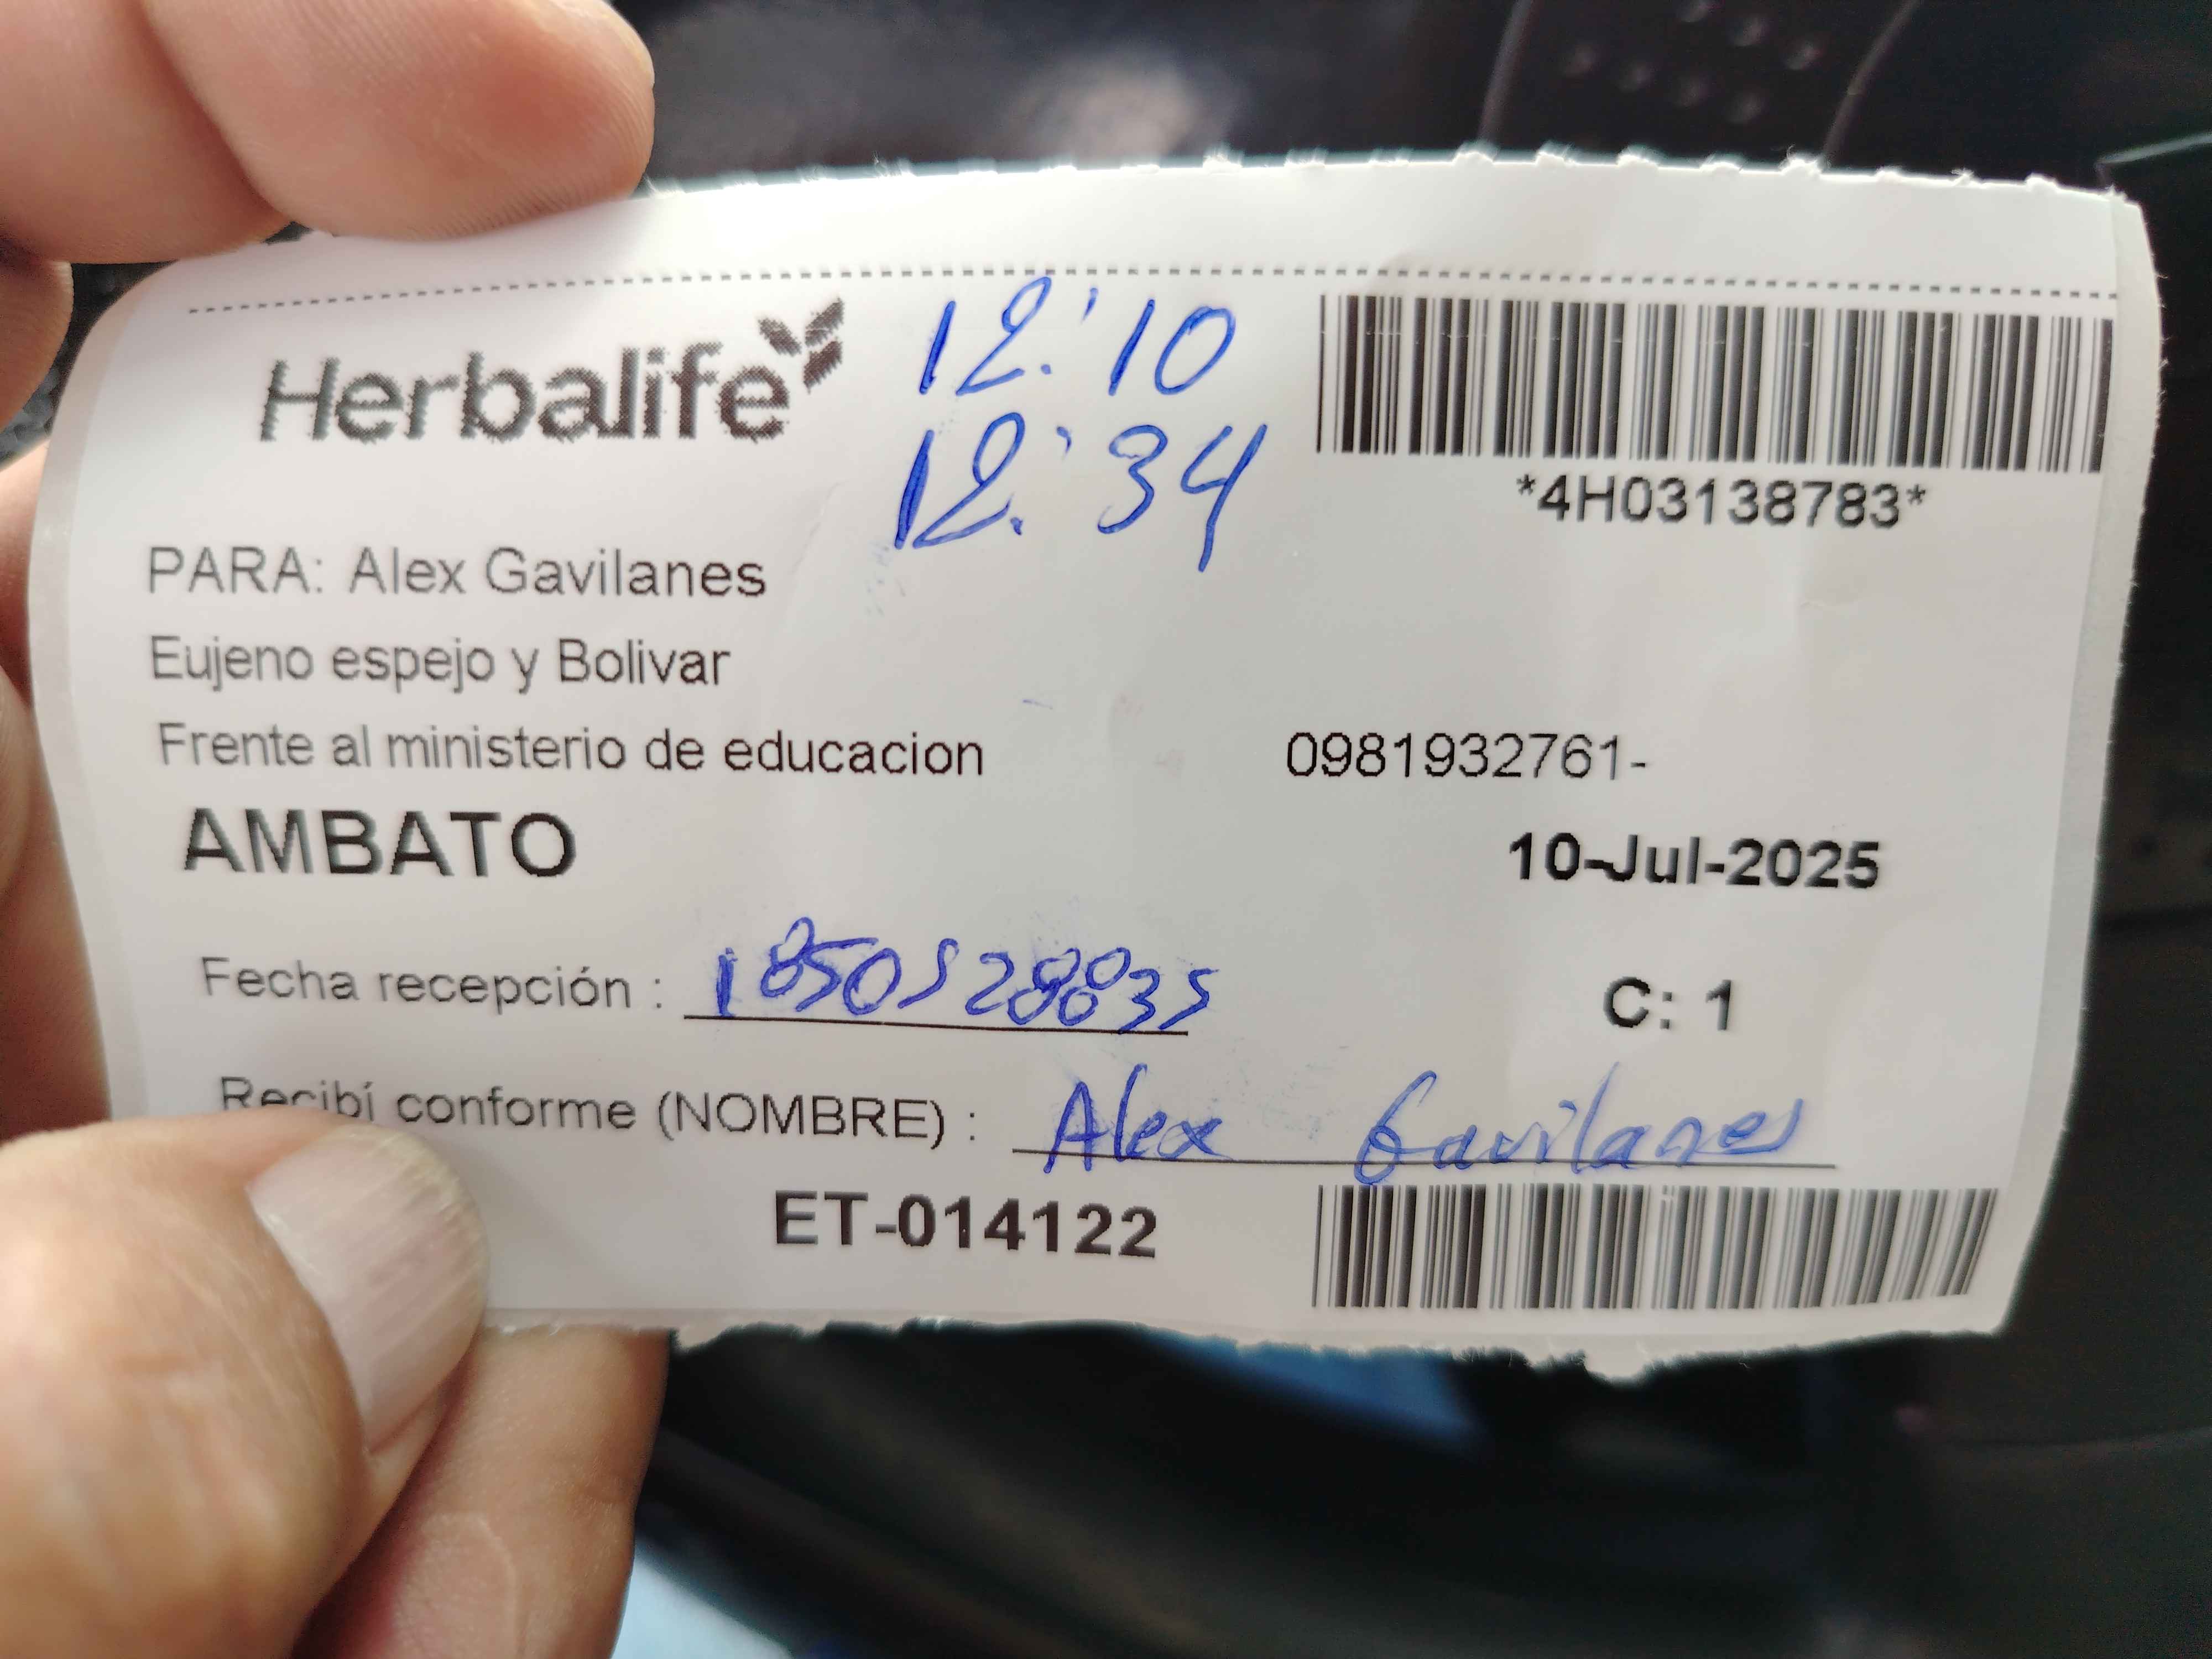 Herbalife
12:10
12:34
*4H03138783*
PARA: Alex Gavilanes
Eujeno espejo y Bolivar
Frente al ministerio de educacion 0981932761-
AMBATO
10-Jul-2025
Fecha recepción : 1850528835
C: 1
Recibí conforme (NOMBRE) : Alex Gavilanes
ET-014122